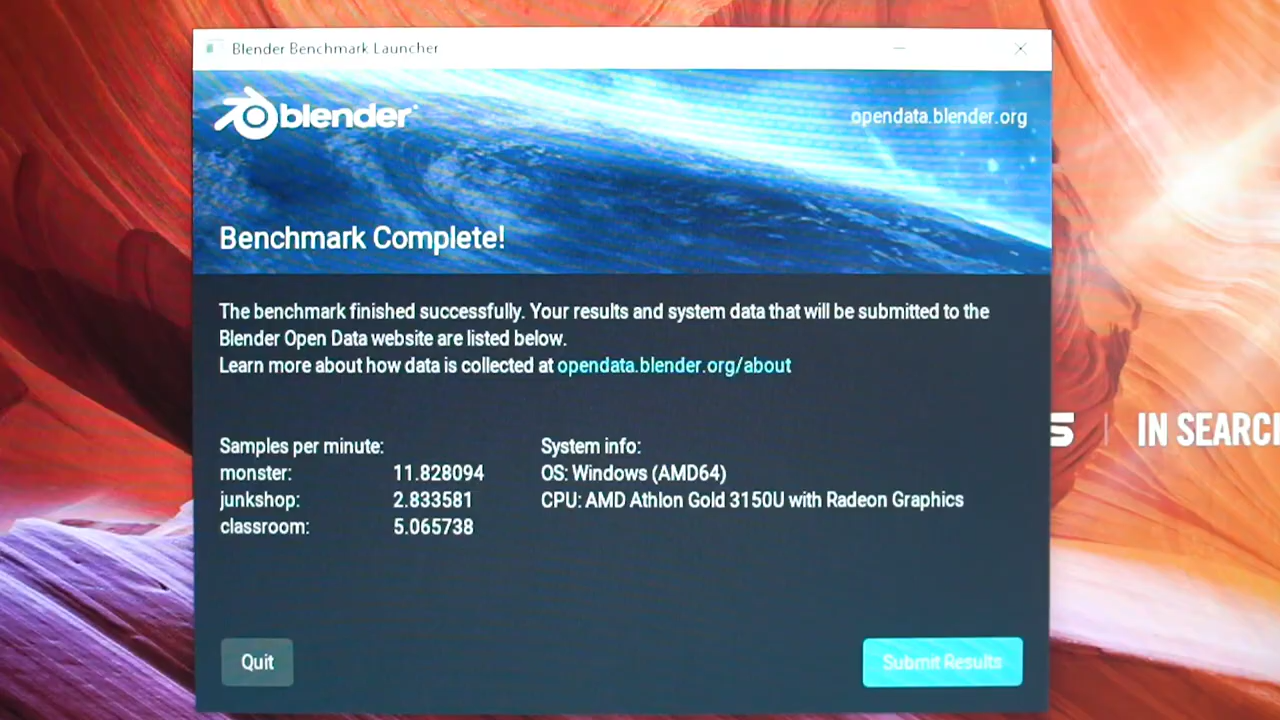 Blender Benchmark Launcher
blender
opendata.blender.org
Benchmark Complete!
The benchmark finished successfully. Your results and system data that will be submitted to the
Blender Open Data website are listed below.
Learn more about how data is collected at opendata.blender.org/about
Samples per minute:
monster: 11.828094
junkshop: 2.833581
classroom: 5.065738
System info:
OS: Windows (AMD64)
CPU: AMD Athlon Gold 3150U with Radeon Graphics
5 | IN SEARC
Quit
Submit Results